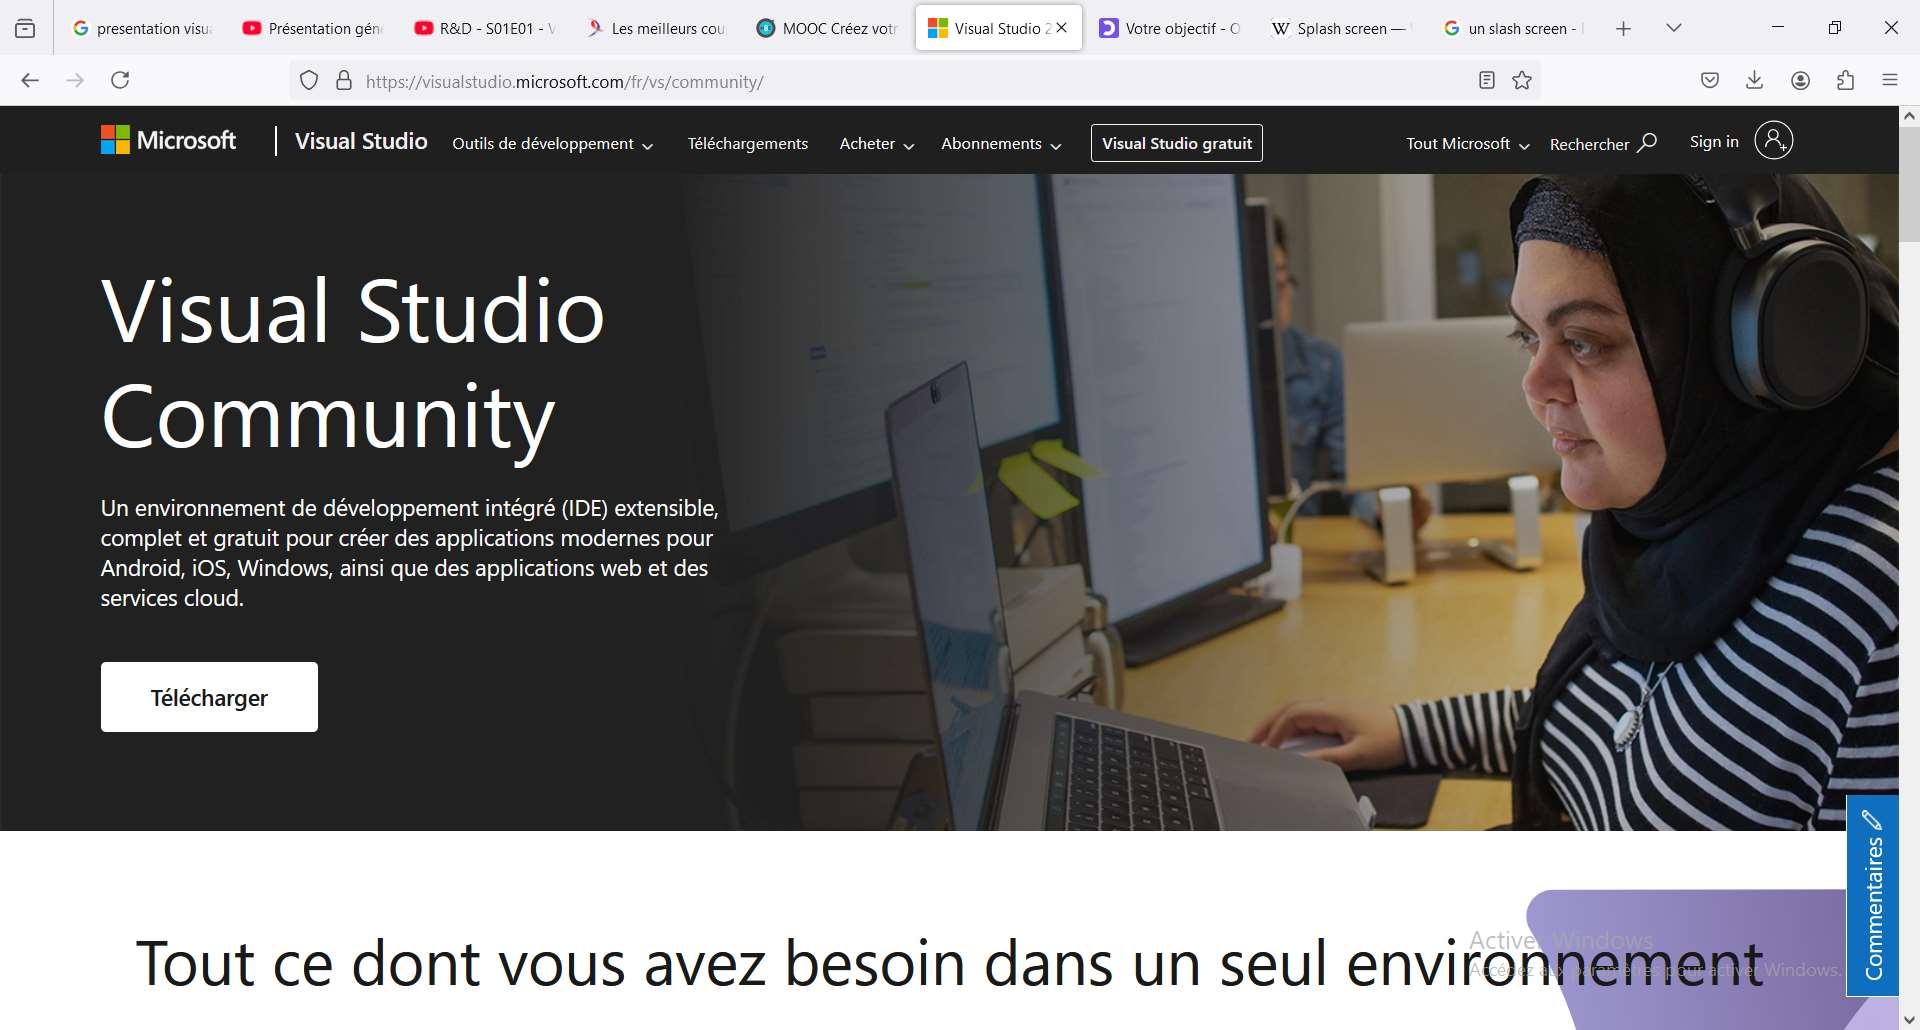 presentation visu
Présentation géné
R&D - S01E01 - V
Les meilleurs cou
MOOC Créez votr
Visual Studio 2
Votre objectif - O
Splash screen —
un slash screen -
https://visualstudio.microsoft.com/fr/vs/community/
Microsoft
Visual Studio
Outils de développement
Téléchargements
Acheter
Abonnements
Visual Studio gratuit
Tout Microsoft
Rechercher
Sign in
Visual Studio
Community
Un environnement de développement intégré (IDE) extensible,
complet et gratuit pour créer des applications modernes pour
Android, iOS, Windows, ainsi que des applications web et des
services cloud.
Télécharger
Commentaires
Tout ce dont vous avez besoin dans un seul environnement
Activer Windows
Accédez aux paramètres pour activer Windows.